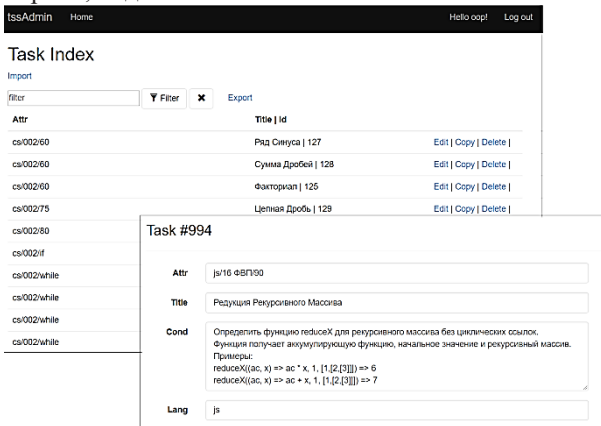 tssAdmin Home Hello oop! Log out
Task Index
Import
filter Filter Export
Attr Title | Id
cs/002/60 Ряд Синуса | 127 Edit | Copy | Delete |
cs/002/60 Сумма Дробей | 128 Edit | Copy | Delete |
cs/002/60 Факториал | 125 Edit | Copy | Delete |
cs/002/75 Цепная Дробь | 129 Edit | Copy | Delete |
cs/002/80
cs/002/if
cs/002/while
cs/002/while
cs/002/while
cs/002/while
Task #994
Attr js/16 ФВП/90
Title Редукция Рекурсивного Массива
Cond Определить функцию reduceX для рекурсивного массива без циклических ссылок.
Функция получает аккумулирующую функцию, начальное значение и рекурсивный массив.
Примеры:
reduceX((ac, x) => ac * x, 1, [1,[2,[3]]]) => 6
reduceX((ac, x) => ac + x, 1, [1,[2,[3]]]) => 7
Lang js